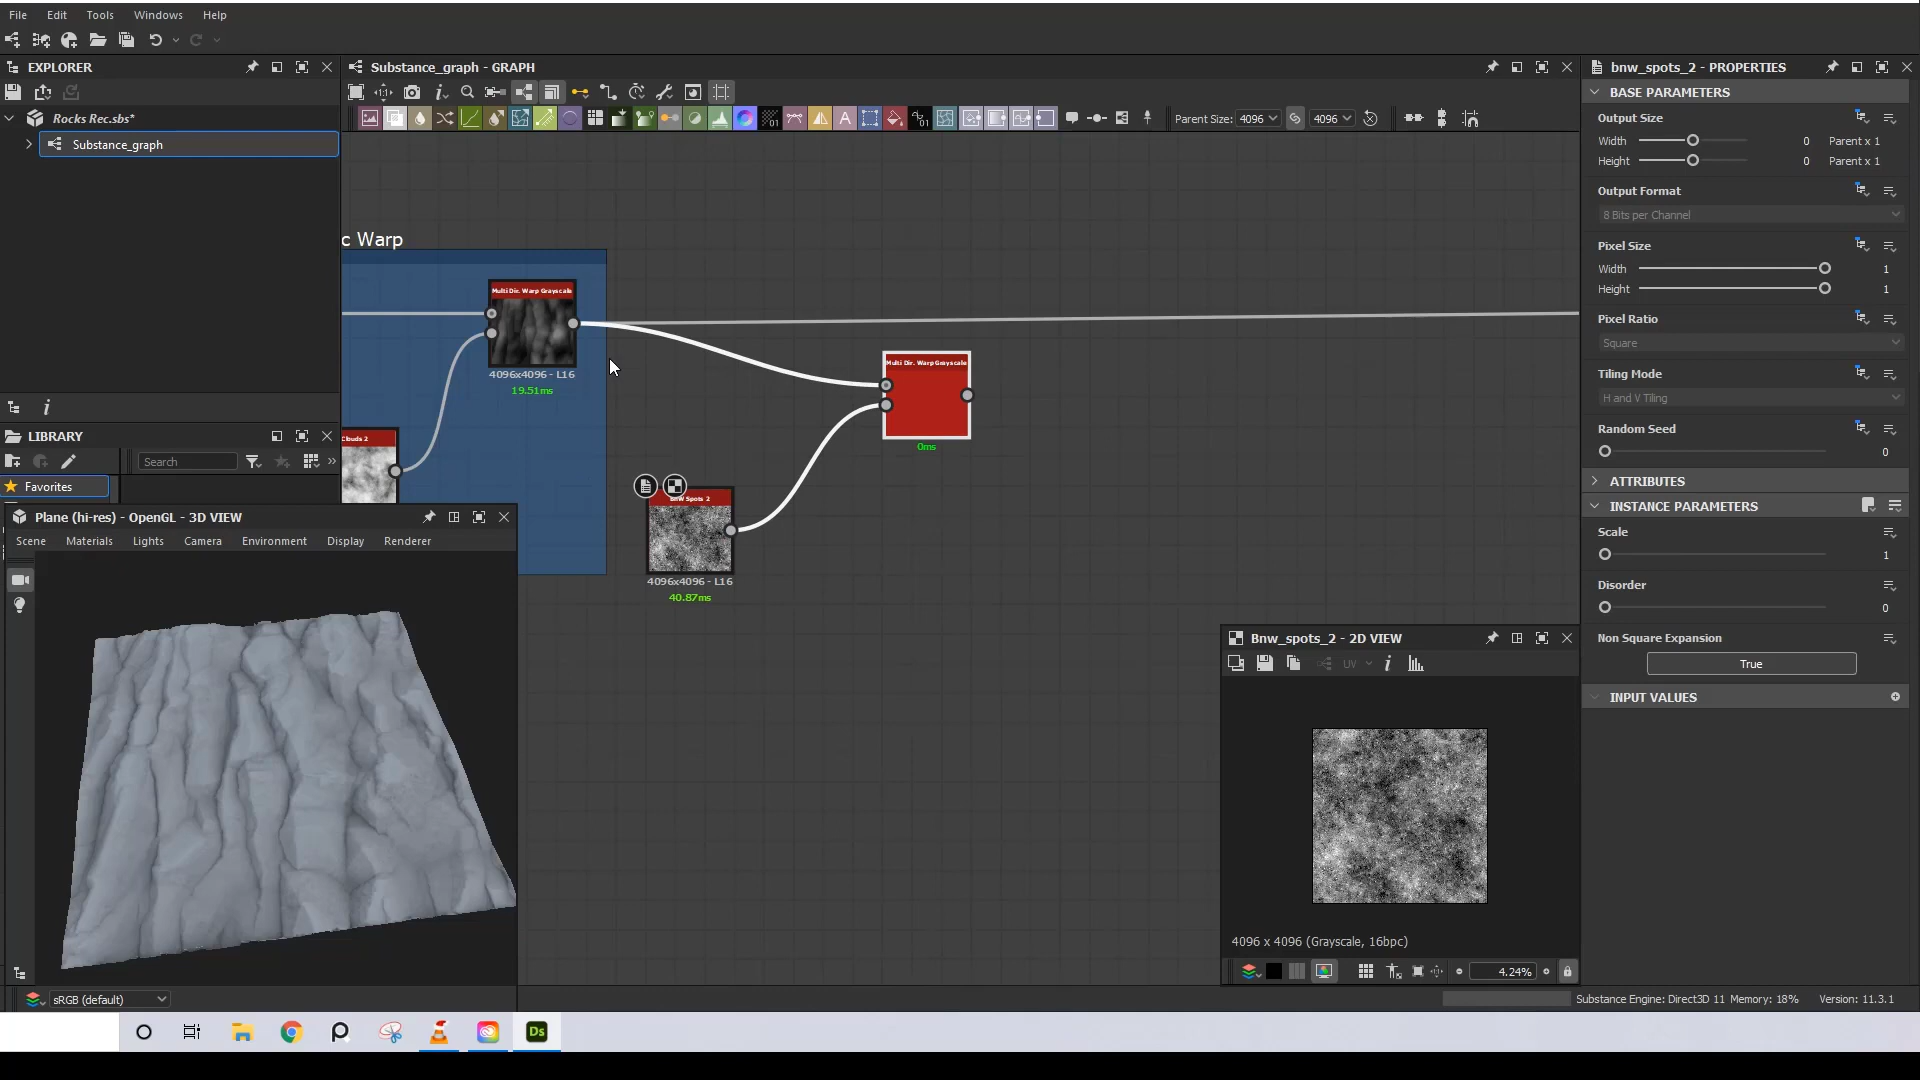 File Edit Tools Windows Help
EXPLORER
Rocks Rec.sbs*
Substance_graph
LIBRARY
Search
Favorites
Substance_graph - GRAPH
Parent Size: 4096 4096
c Warp
Multi Dir. Warp Grayscale
4096x4096 - L16
19.51ms
Clouds 2
Multi Dir. Warp Grayscale
0ms
BnW Spots 2
4096x4096 - L16
40.87ms
Plane (hi-res) - OpenGL - 3D VIEW
Scene Materials Lights Camera Environment Display Renderer
sRGB (default)
Bnw_spots_2 - 2D VIEW
UV
4096 x 4096 (Grayscale, 16bpc)
4.24%
bnw_spots_2 - PROPERTIES
BASE PARAMETERS
Output Size
Width 0 Parent x 1
Height 0 Parent x 1
Output Format
8 Bits per Channel
Pixel Size
Width 1
Height 1
Pixel Ratio
Square
Tiling Mode
H and V Tiling
Random Seed
0
ATTRIBUTES
INSTANCE PARAMETERS
Scale
1
Disorder
0
Non Square Expansion
True
INPUT VALUES
Substance Engine: Direct3D 11 Memory: 18% Version: 11.3.1
Ds